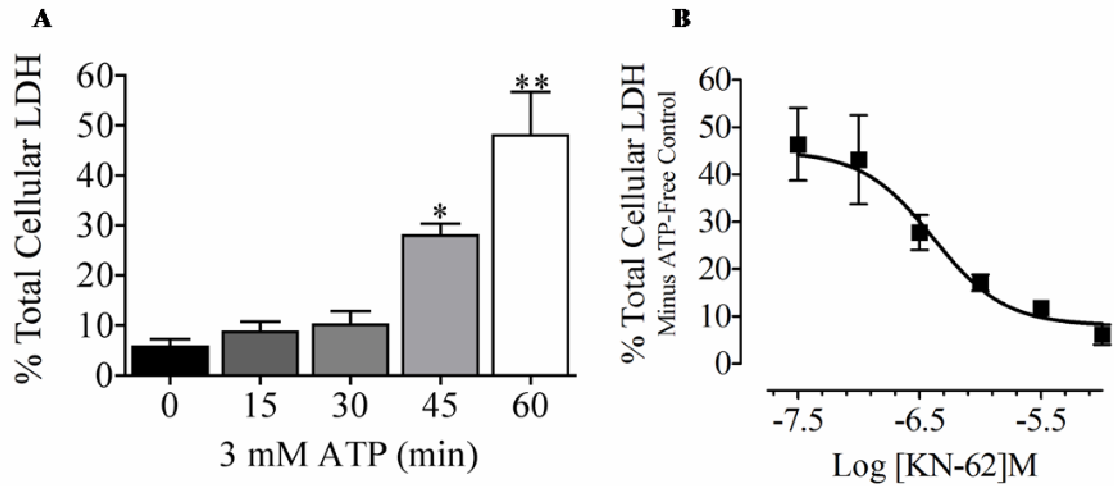 A
% Total Cellular LDH
60
50
40
30
20
10
0
*
**
0 15 30 45 60
3 mM ATP (min)
B
% Total Cellular LDH
Minus ATP-Free Control
60
50
40
30
20
10
0
-7.5 -6.5 -5.5
Log [KN-62]M